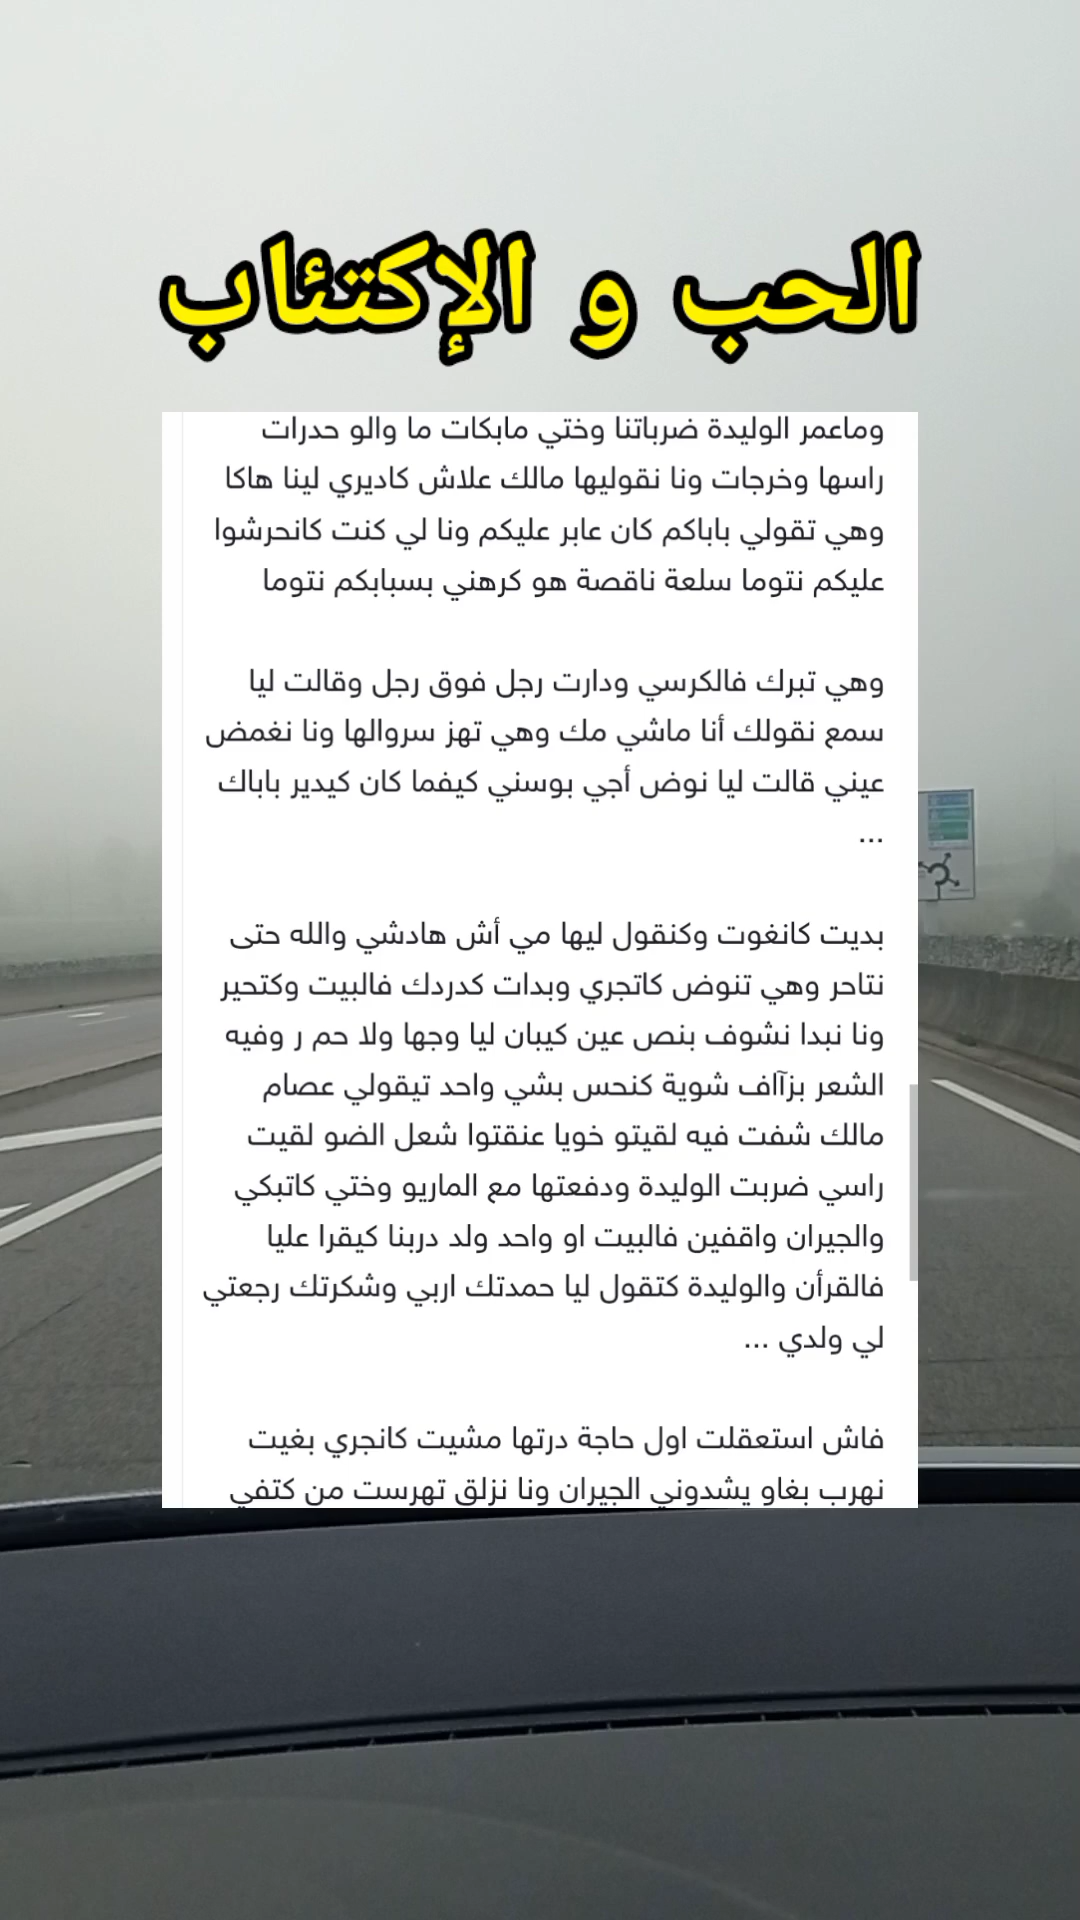 الحب و الإكتئاب
وماعمر الوليدة ضرباتنا وختي مابكات ما والو حدرات
راسها وخرجات ونا نقوليها مالك علاش كاديري لينا هاكا
وهي تقولي باباكم كان عابر عليكم ونا لي كنت كانحرشوا
عليكم نتوما سلعة ناقصة هو كرهني بسبابكم نتوما
وهي تبرك فالكرسي ودارت رجل فوق رجل وقالت ليا
سمع نقولك أنا ماشي مك وهي تهز سروالها ونا نغمض
عيني قالت ليا نوض أجي بوسني كيفما كان كيدير باباك
...
بديت كانغوت وكنقول ليها مي أش هادشي والله حتى
نتاحر وهي تنوض كاتجري وبدات كدردك فالبيت وكتحير
ونا نبدا نشوف بنص عين كيبان ليا وجها ولا حم ر وفيه
الشعر بزآاف شوية كنحس بشي واحد تيقولي عصام
مالك شفت فيه لقيتو خويا عنقتوا شعل الضو لقيت
راسي ضربت الوليدة ودفعتها مع الماريو وختي كاتبكي
والجيران واقفين فالبيت او واحد ولد دربنا كيقرا عليا
فالقرأن والوليدة كتقول ليا حمدتك اربي وشكرتك رجعتي
لي ولدي ...
فاش استعقلت اول حاجة درتها مشيت كانجري بغيت
نهرب بغاو يشدوني الجيران ونا نزلق تهرست من كتفي